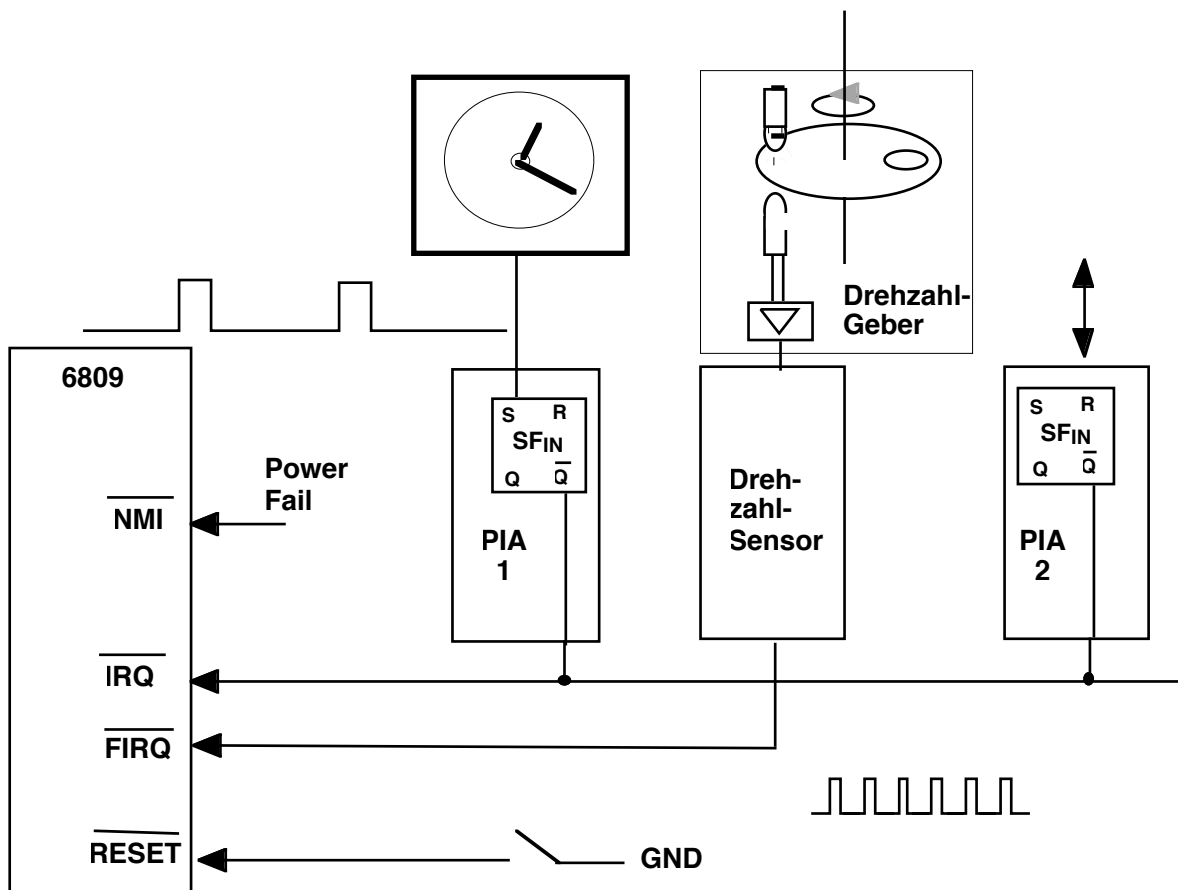 Drehzahl-
Geber
6809
S R
SFIN
Q Q
S R
SFIN
Q Q
Power
Fail
NMI
PIA
1
Dreh-
zahl-
Sensor
PIA
2
IRQ
FIRQ
RESET
GND